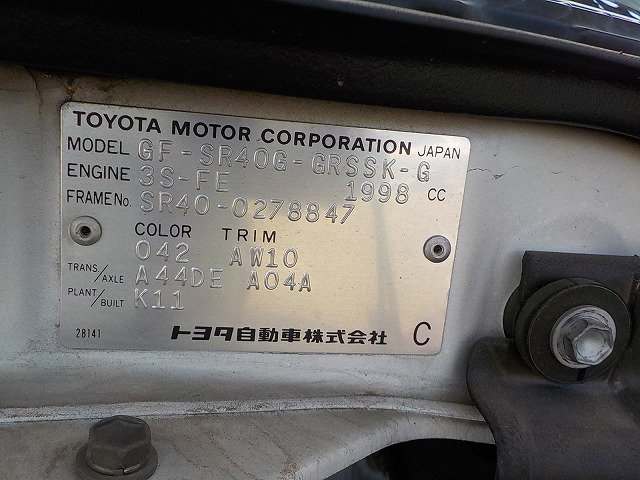 TOYOTA MOTOR CORPORATION JAPAN
MODEL GF-SR40G-GRSSK-G
ENGINE 3S-FE 1998 CC
FRAME No. SR40-0278847
COLOR TRIM
042 AW10
TRANS/AXLE A44DE A04A
PLANT/BUILT K11
28141 トヨタ自動車株式会社 C